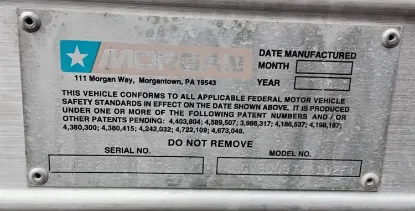 MORGAN
111 Morgan Way, Morgantown, PA 19543
DATE MANUFACTURED
MONTH
YEAR
THIS VEHICLE CONFORMS TO ALL APPLICABLE FEDERAL MOTOR VEHICLE
SAFETY STANDARDS IN EFFECT ON THE DATE SHOWN ABOVE. IT IS PRODUCED
UNDER ONE OR MORE OF THE FOLLOWING PATENT NUMBERS AND / OR
OTHER PATENTS PENDING: 4,403,804; 4,589,507; 3,986,317; 4,186,537; 4,198,187;
4,380,300; 4,380,415; 4,242,032; 4,722,109; 4,673,048.
DO NOT REMOVE
SERIAL NO.
MODEL NO.